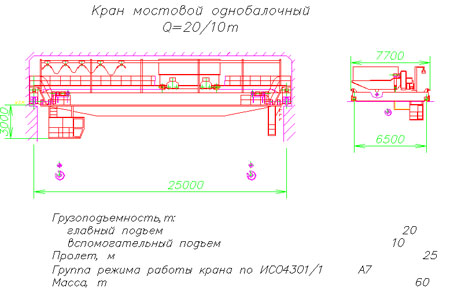 Кран мостовой однобалочный
Q=20/10т
7700
3000
25000
6500
Грузоподъемность,т:
главный подъем 20
вспомогательный подъем 10
Пролет, м 25
Группа режима работы крана по ИСО4301/1 А7
Масса, т 60